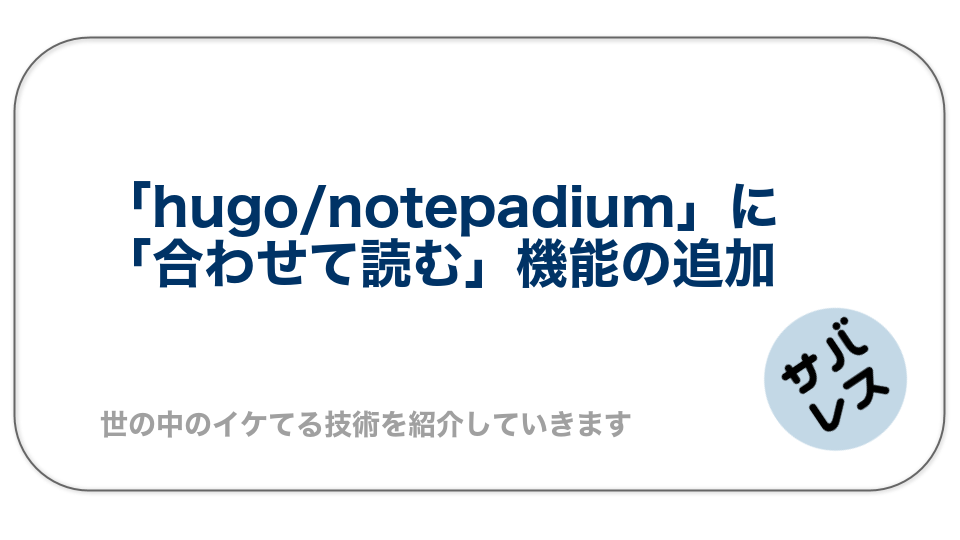 「hugo/notepadium」に
「合わせて読む」機能の追加
世の中のイケてる技術を紹介していきます
サバ
レス